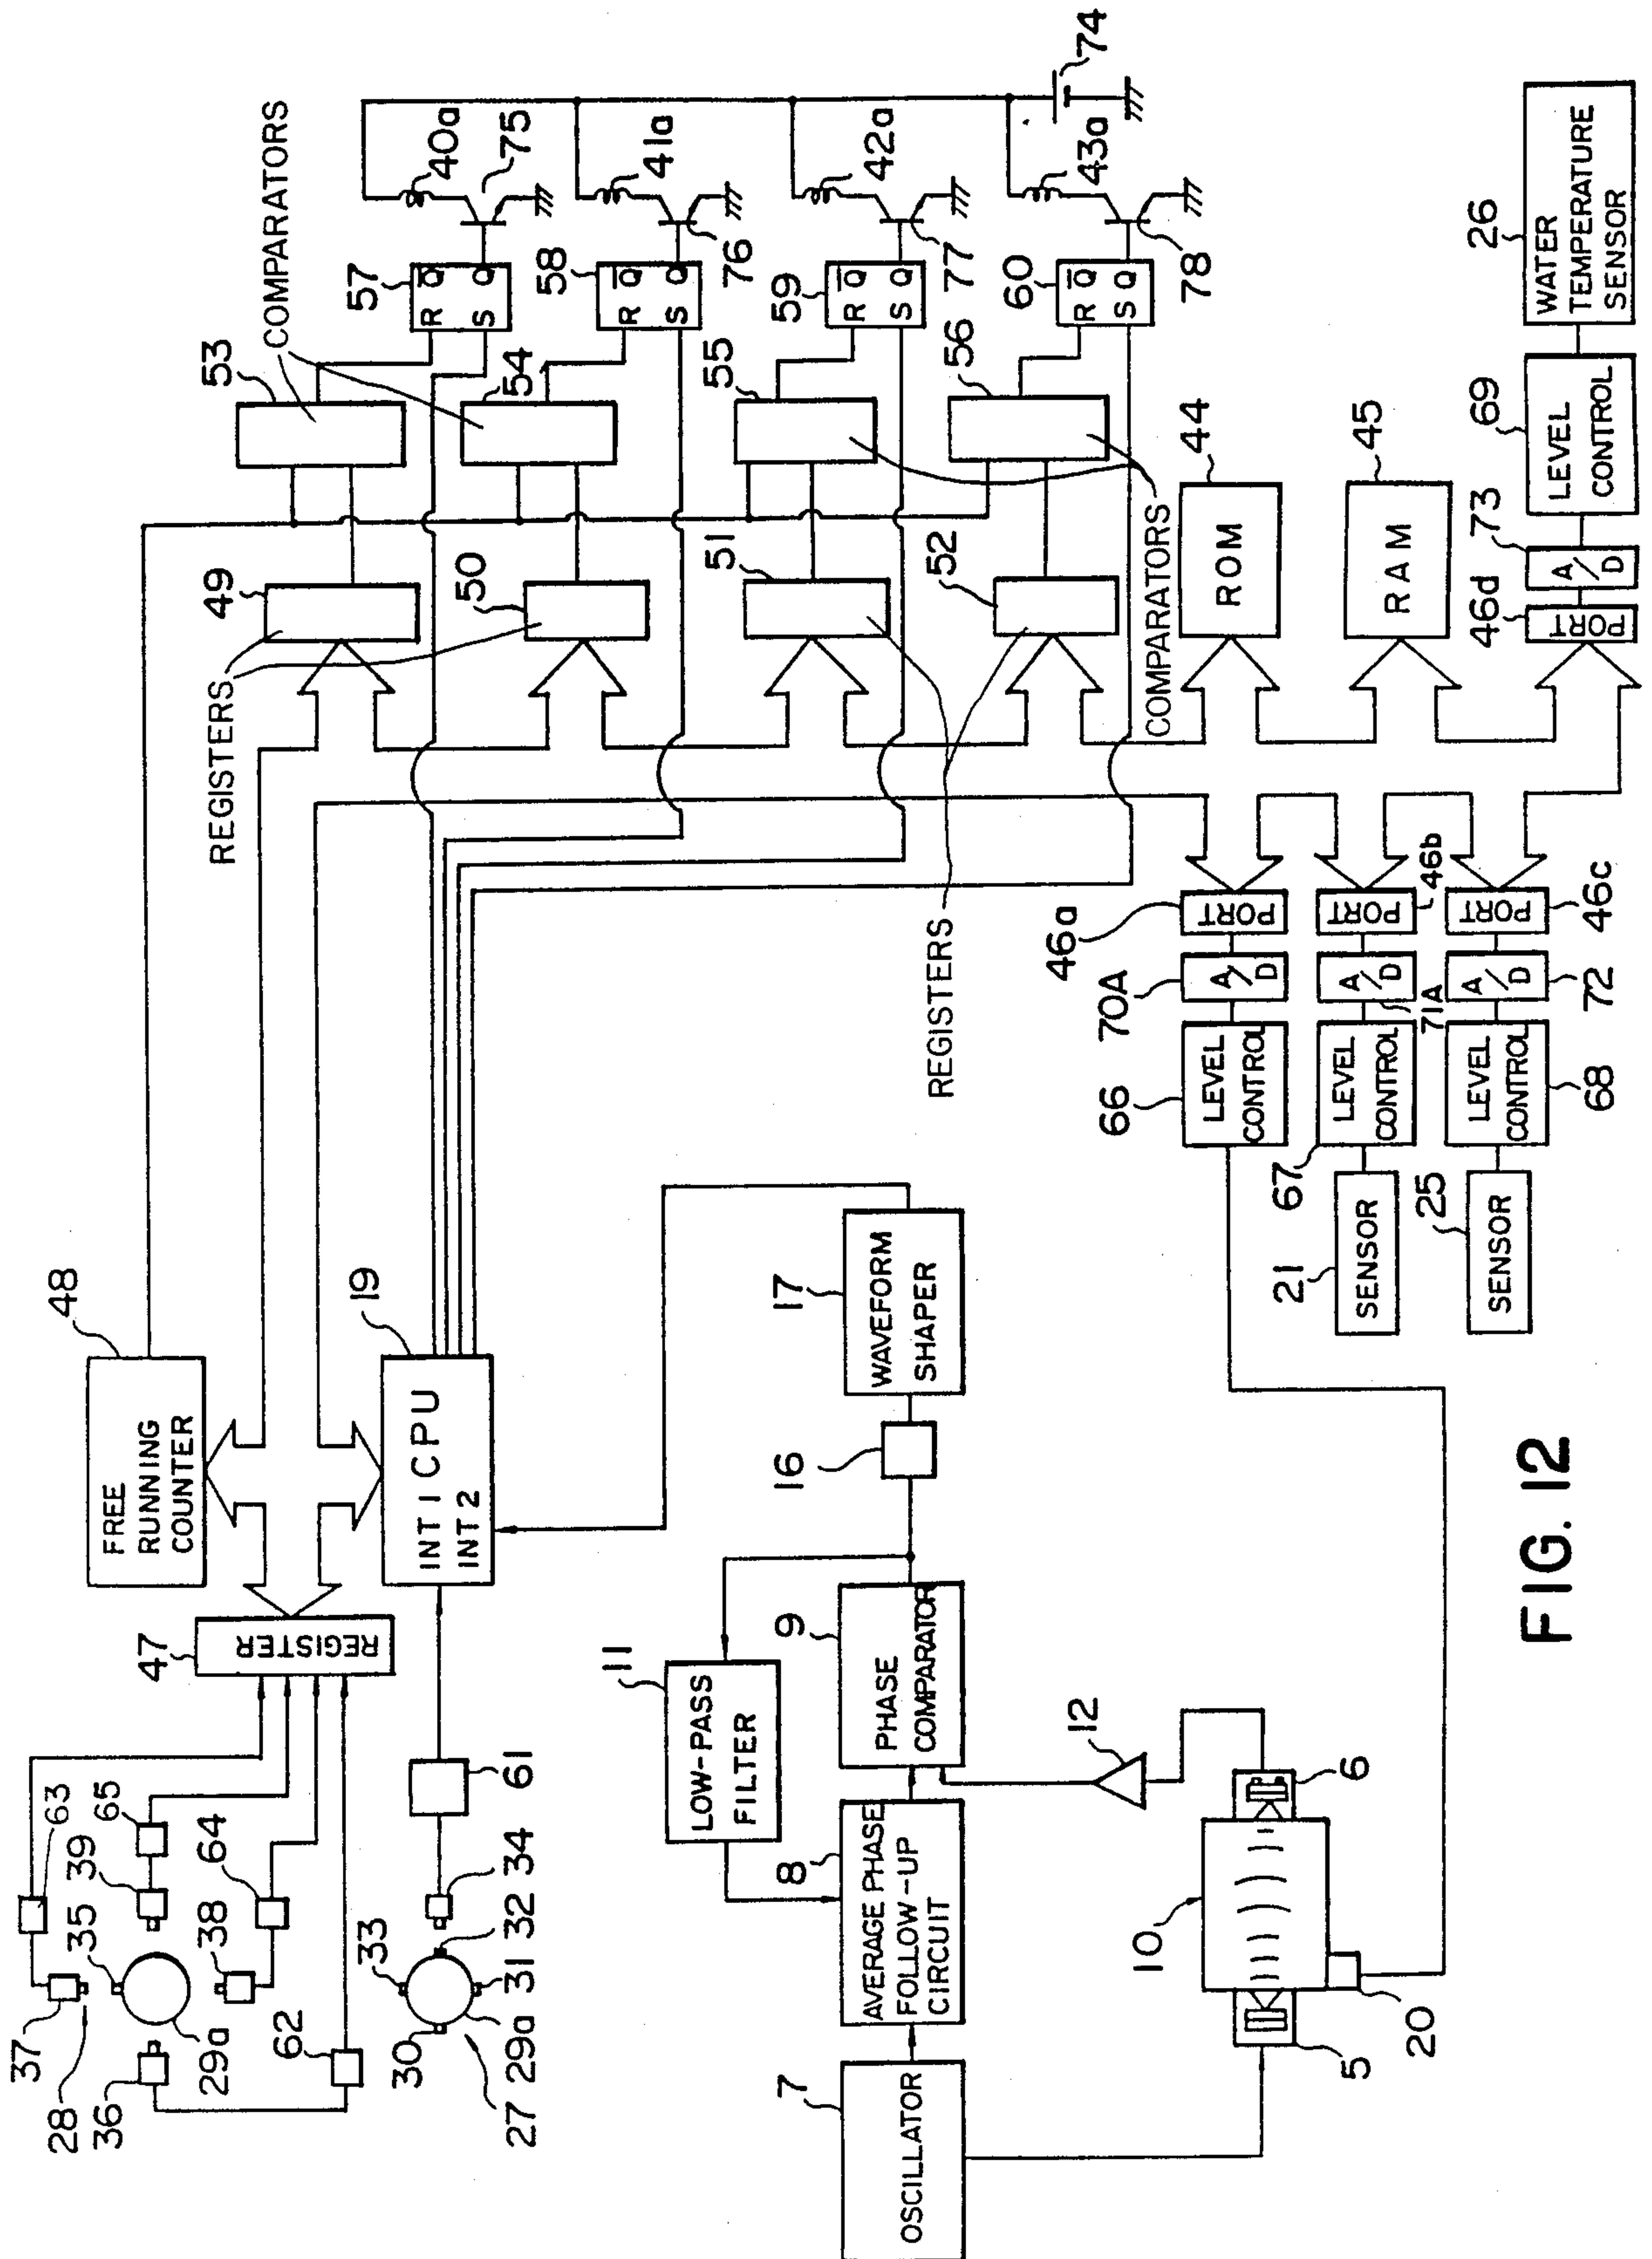 48
FREE
RUNNING
COUNTER
19
INT 1 CPU
INT 2
47
REGISTER
37
63
28
35
39
65
36
29a
38
64
62
33
34
61
30
32
31
29a
27
REGISTERS
49
50
51
52
REGISTERS
COMPARATORS
53
54
55
56
COMPARATORS
57
R Q̅
S Q
58
R Q̅
S Q
59
R Q̅
S Q
60
R Q̅
S Q
40a
75
41a
76
42a
77
43a
78
74
44
ROM
45
RAM
46d
PORT
73
A/D
69
LEVEL
CONTROL
26
WATER
TEMPERATURE
SENSOR
46a
PORT
70A
A/D
66
LEVEL
CONTROL
46b
PORT
71A
A/D
67
LEVEL
CONTROL
21
SENSOR
46c
PORT
72
A/D
68
LEVEL
CONTROL
25
SENSOR
7
OSCILLATOR
8
AVERAGE PHASE
FOLLOW-UP
CIRCUIT
11
LOW-PASS
FILTER
9
PHASE
COMPARATOR
16
17
WAVEFORM
SHAPER
12
10
5
6
20
FIG. 12